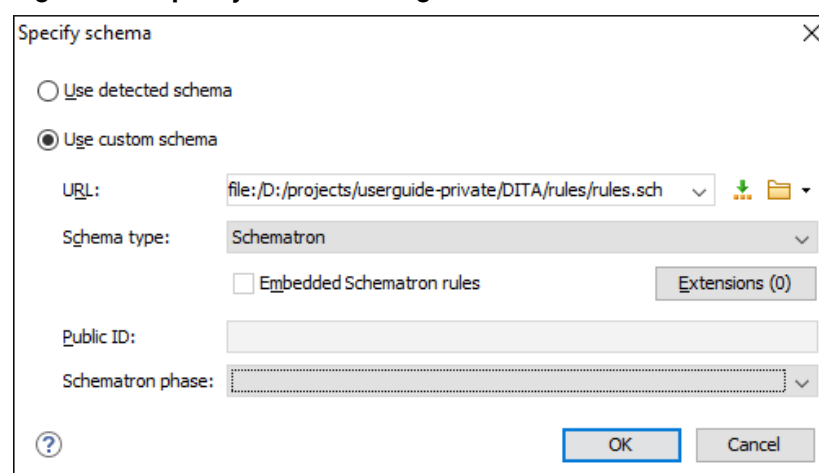 Specify schema
Use detected schema
Use custom schema
URL: file:/D:/projects/userguide-private/DITA/rules/rules.sch
Schema type: Schematron
Embedded Schematron rules Extensions (0)
Public ID:
Schematron phase:
OK Cancel